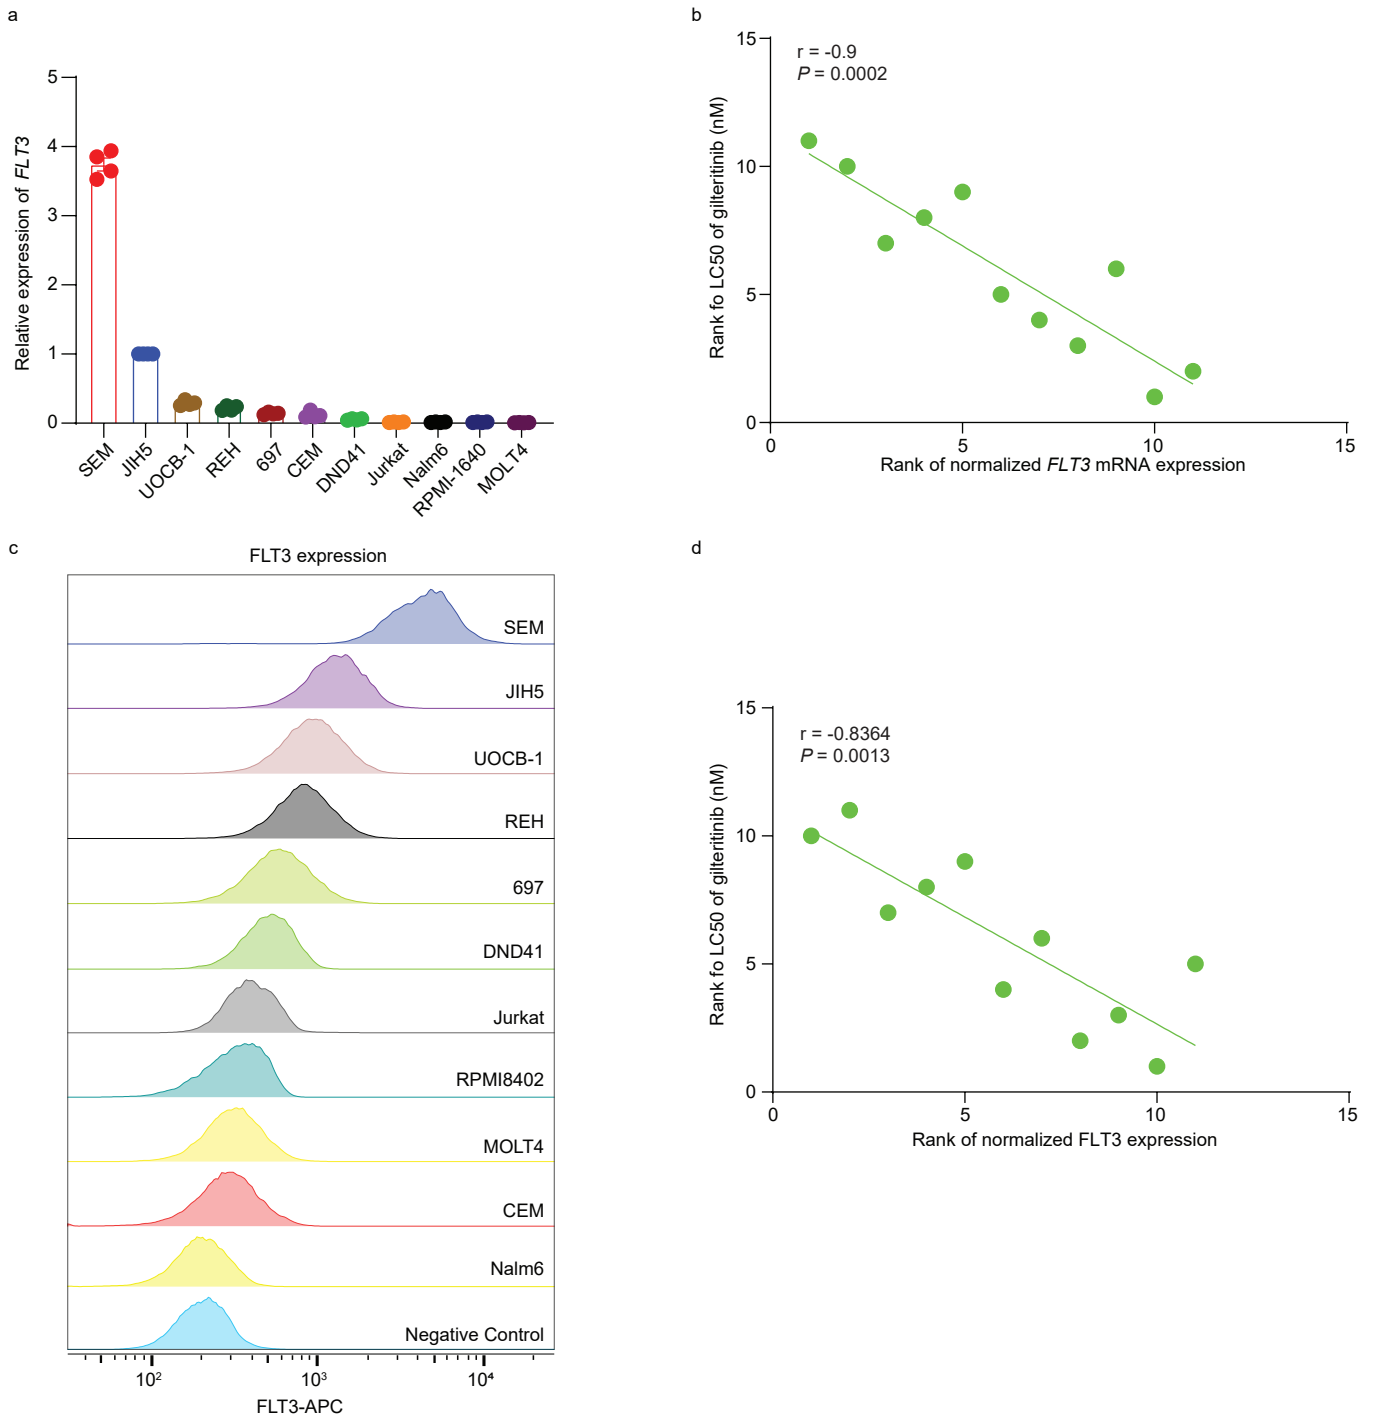 a
5
4
3
2
1
0
Relative expression of FLT3
SEM
JIH5
UOCB-1
REH
697
CEM
DND41
Jurkat
Nalm6
RPMI-1640
MOLT4
b
r = -0.9
P = 0.0002
15
10
5
0
Rank fo LC50 of gilteritinib (nM)
0 5 10 15
Rank of normalized FLT3 mRNA expression
c
FLT3 expression
SEM
JIH5
UOCB-1
REH
697
DND41
Jurkat
RPMI8402
MOLT4
CEM
Nalm6
Negative Control
10² 10³ 10⁴
FLT3-APC
d
r = -0.8364
P = 0.0013
15
10
5
0
Rank fo LC50 of gilteritinib (nM)
0 5 10 15
Rank of normalized FLT3 expression